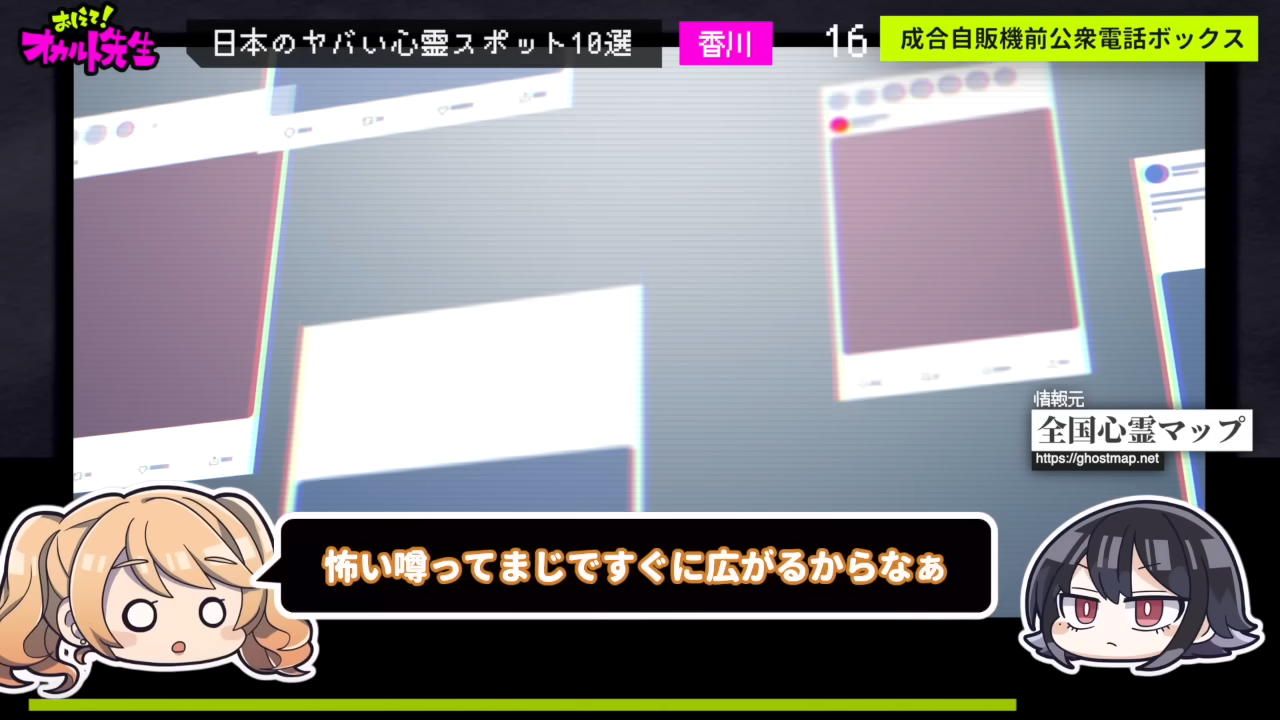 おしえて!
オカルト先生
日本のヤバい心霊スポット10選
香川
16
成合自販機前公衆電話ボックス
情報元
全国心霊マップ
https://ghostmap.net
怖い噂ってまじですぐに広がるからなぁ